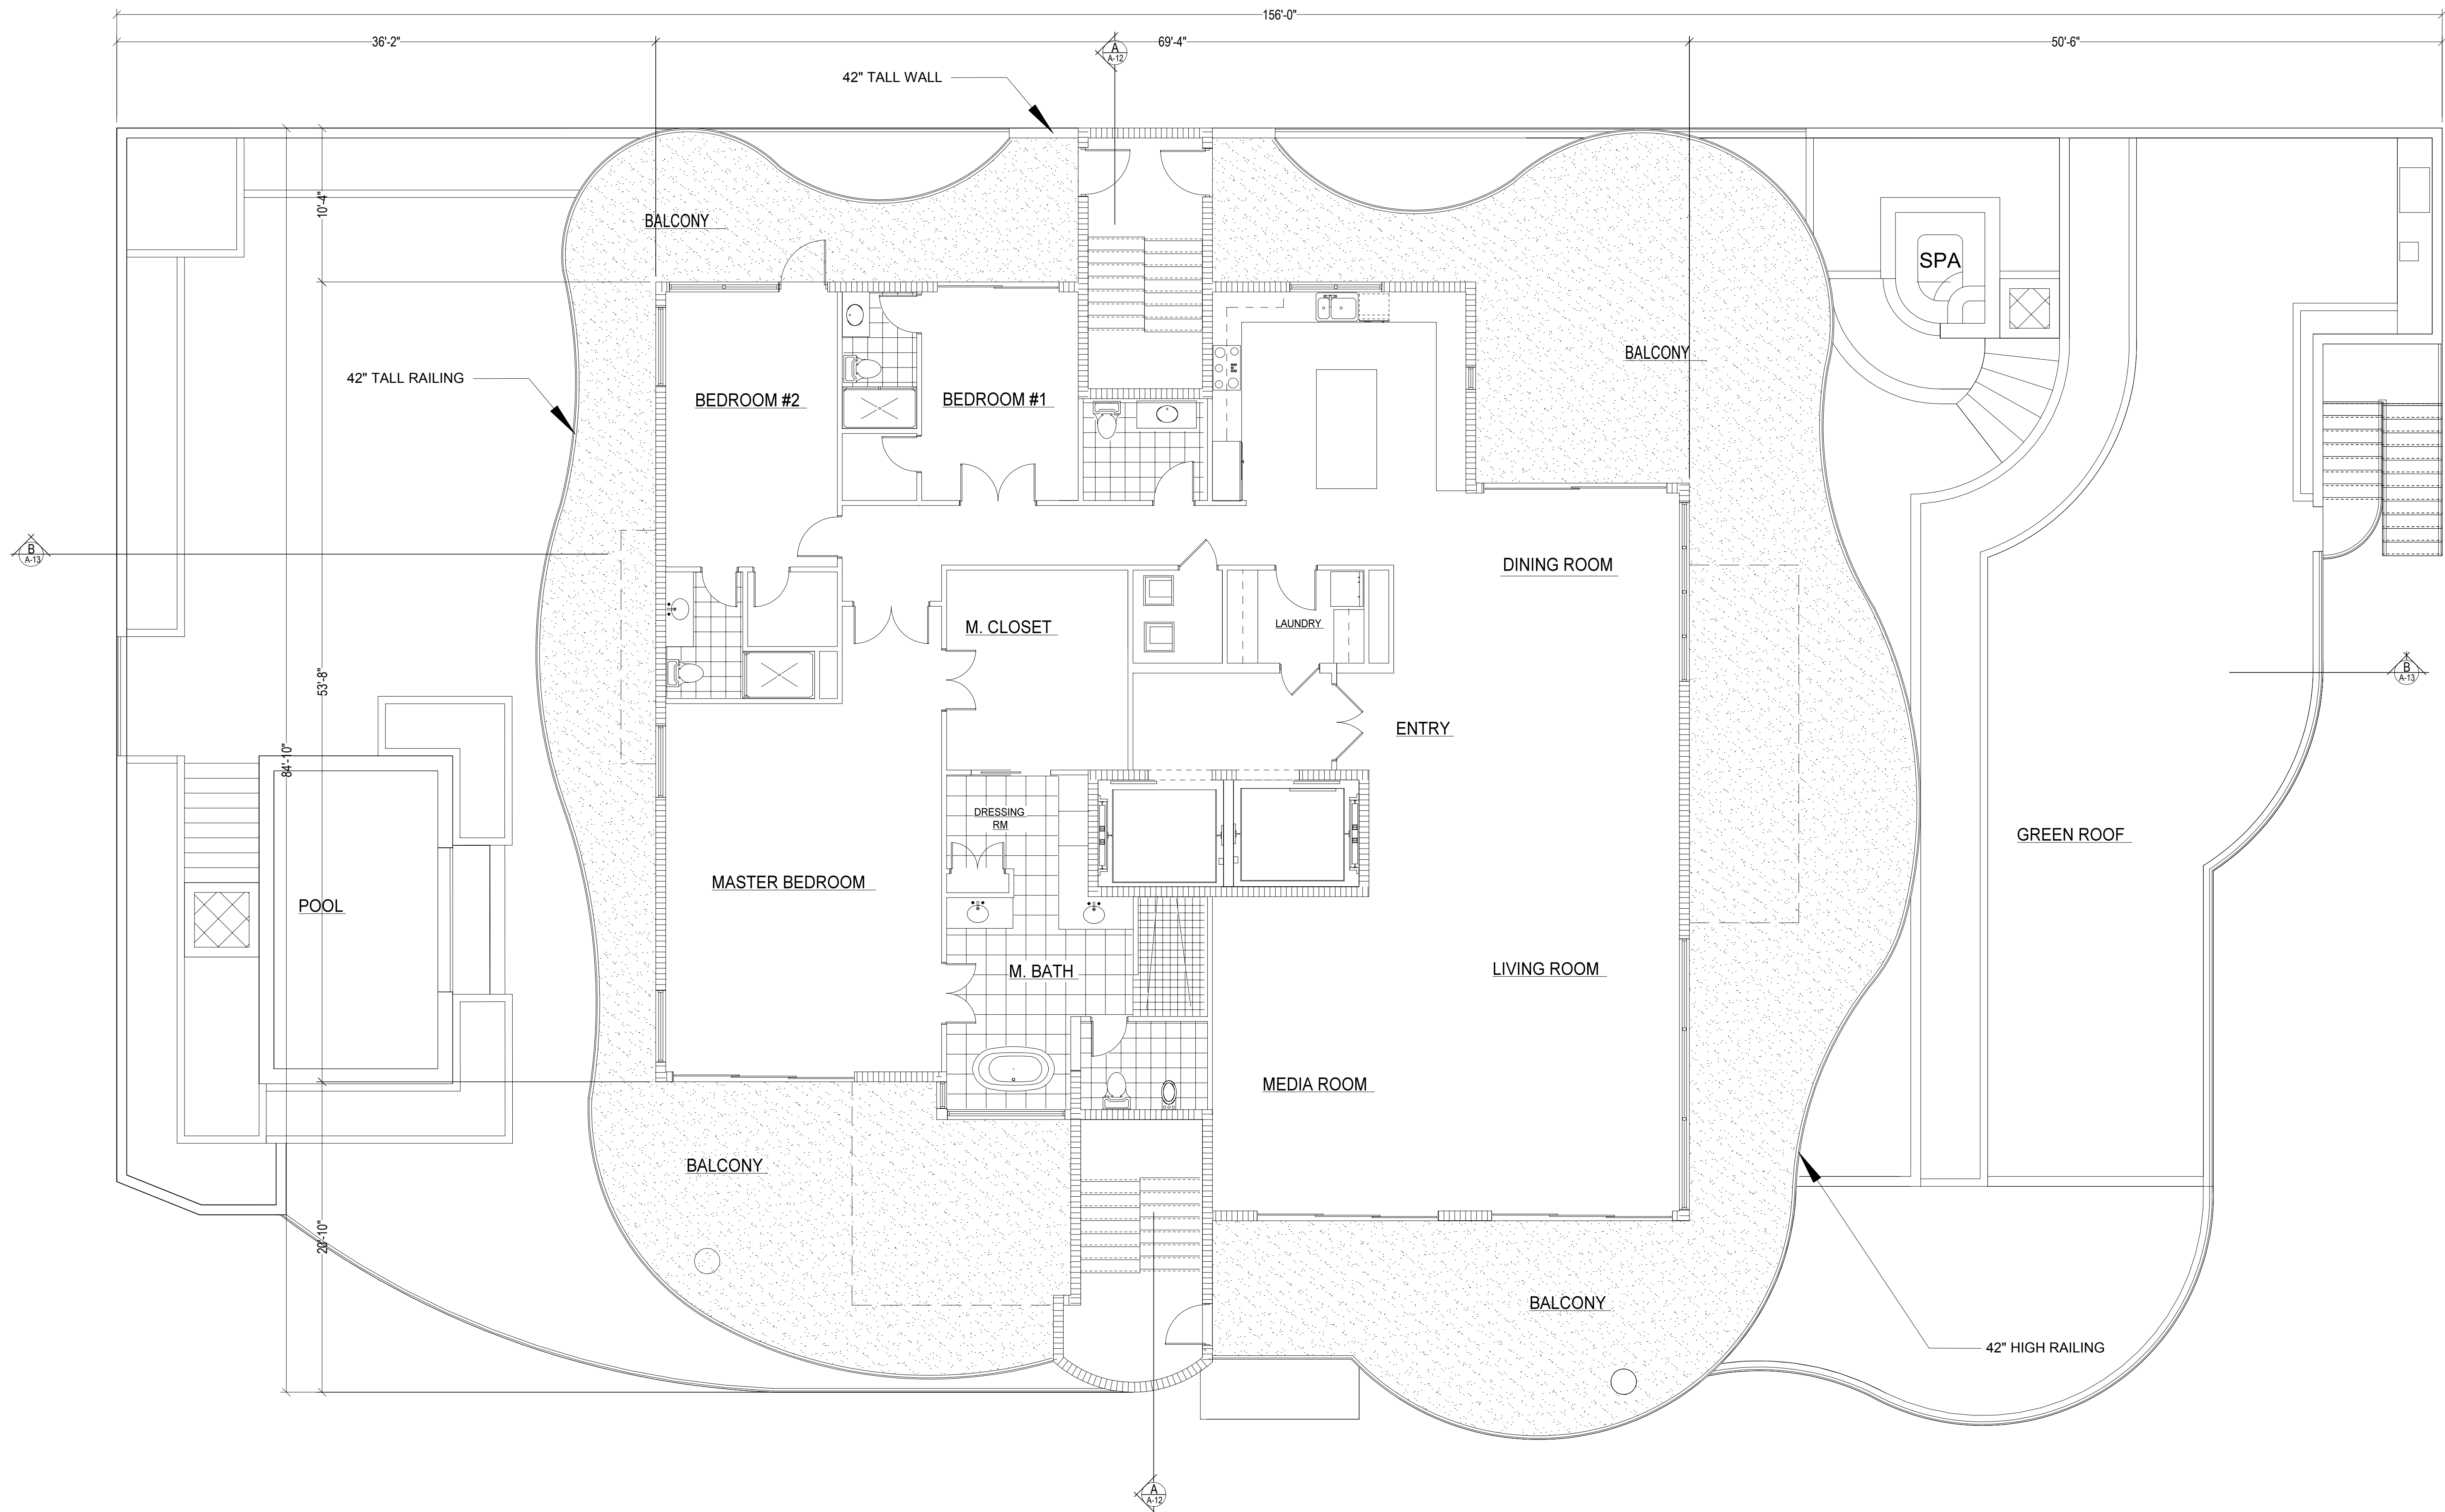 156'-0"
36'-2"
69'-4"
50'-6"
A
A-12
42" TALL WALL
10'-4"
BALCONY
SPA
BALCONY
42" TALL RAILING
BEDROOM #2
BEDROOM #1
B
A-13
DINING ROOM
M. CLOSET
LAUNDRY
53'-8"
B
A-13
ENTRY
84'-10"
DRESSING
RM
GREEN ROOF
MASTER BEDROOM
POOL
M. BATH
LIVING ROOM
MEDIA ROOM
BALCONY
20'-10"
BALCONY
42" HIGH RAILING
A
A-12